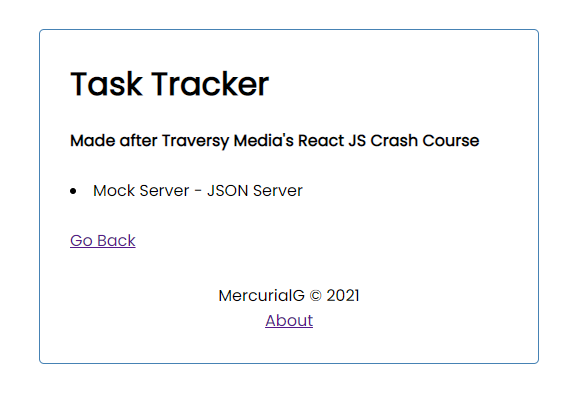 Task Tracker
Made after Traversy Media's React JS Crash Course
• Mock Server - JSON Server
Go Back
MercurialG © 2021
About